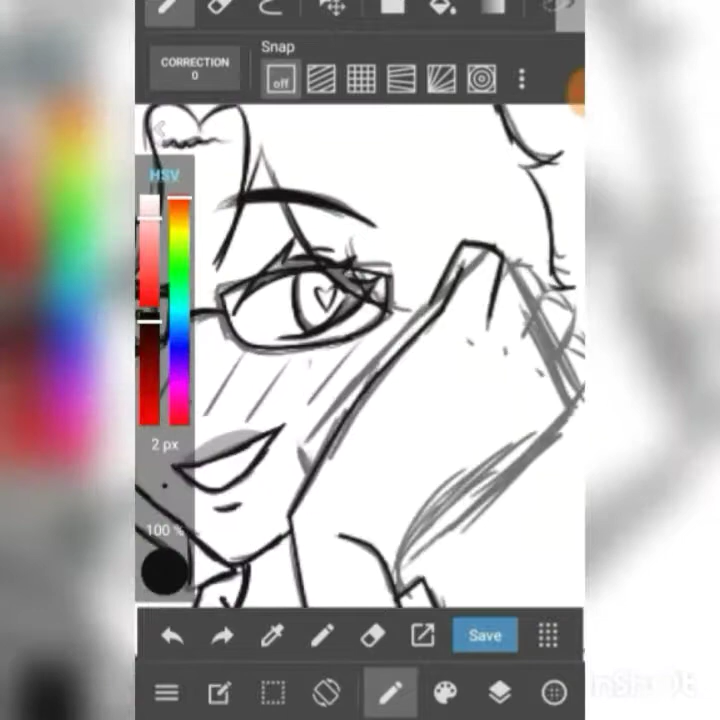 Snap
CORRECTION
0
off
HSV
2 px
100 %
Save